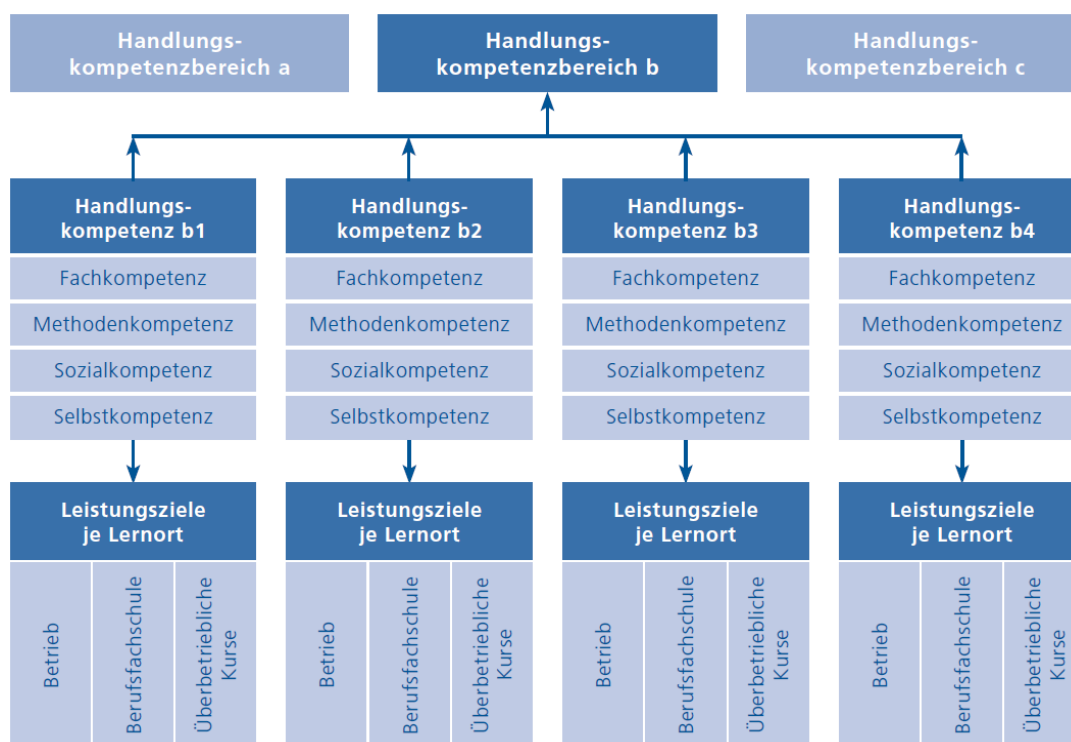 Handlungs-
kompetenzbereich a
Handlungs-
kompetenzbereich b
Handlungs-
kompetenzbereich c
Handlungs-
kompetenz b1
Fachkompetenz
Methodenkompetenz
Sozialkompetenz
Selbstkompetenz
Leistungsziele
je Lernort
Betrieb
Berufsfachschule
Überbetriebliche
Kurse
Handlungs-
kompetenz b2
Fachkompetenz
Methodenkompetenz
Sozialkompetenz
Selbstkompetenz
Leistungsziele
je Lernort
Betrieb
Berufsfachschule
Überbetriebliche
Kurse
Handlungs-
kompetenz b3
Fachkompetenz
Methodenkompetenz
Sozialkompetenz
Selbstkompetenz
Leistungsziele
je Lernort
Betrieb
Berufsfachschule
Überbetriebliche
Kurse
Handlungs-
kompetenz b4
Fachkompetenz
Methodenkompetenz
Sozialkompetenz
Selbstkompetenz
Leistungsziele
je Lernort
Betrieb
Berufsfachschule
Überbetriebliche
Kurse